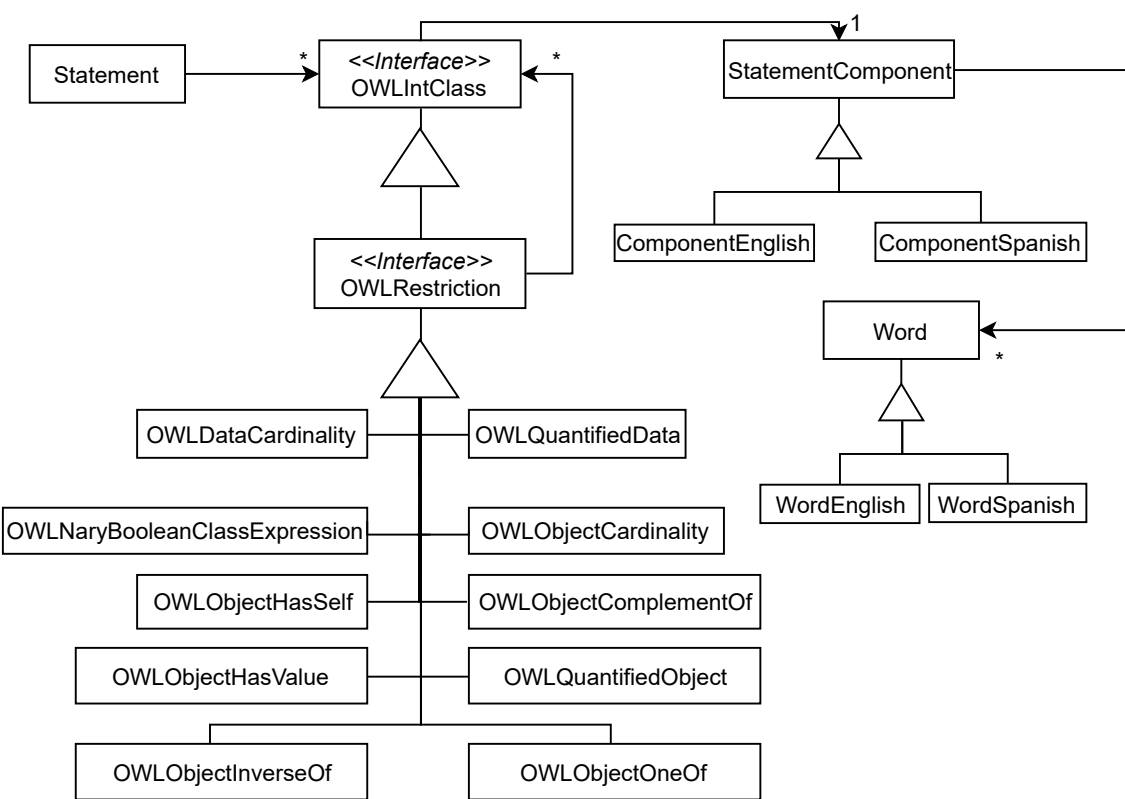 1
Statement
*
<<Interface>>
OWLIntClass
*
StatementComponent
ComponentEnglish
ComponentSpanish
<<Interface>>
OWLRestriction
Word
*
OWLDataCardinality
OWLQuantifiedData
WordEnglish
WordSpanish
OWLNaryBooleanClassExpression
OWLObjectCardinality
OWLObjectHasSelf
OWLObjectComplementOf
OWLObjectHasValue
OWLQuantifiedObject
OWLObjectInverseOf
OWLObjectOneOf